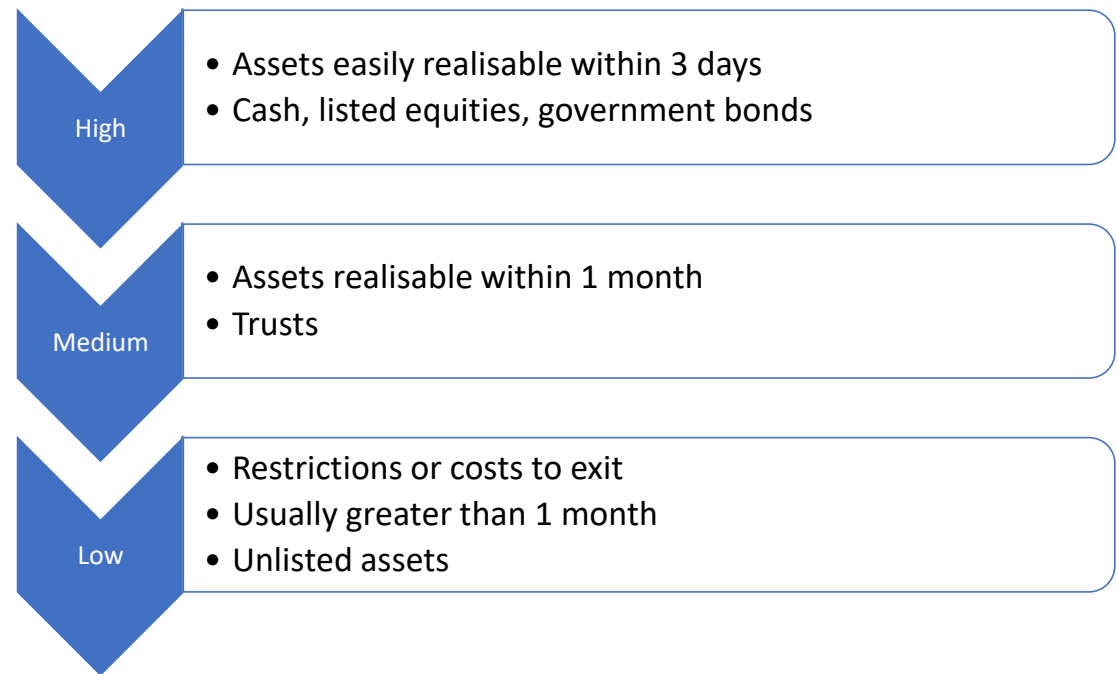 High
• Assets easily realisable within 3 days
• Cash, listed equities, government bonds
Medium
• Assets realisable within 1 month
• Trusts
Low
• Restrictions or costs to exit
• Usually greater than 1 month
• Unlisted assets